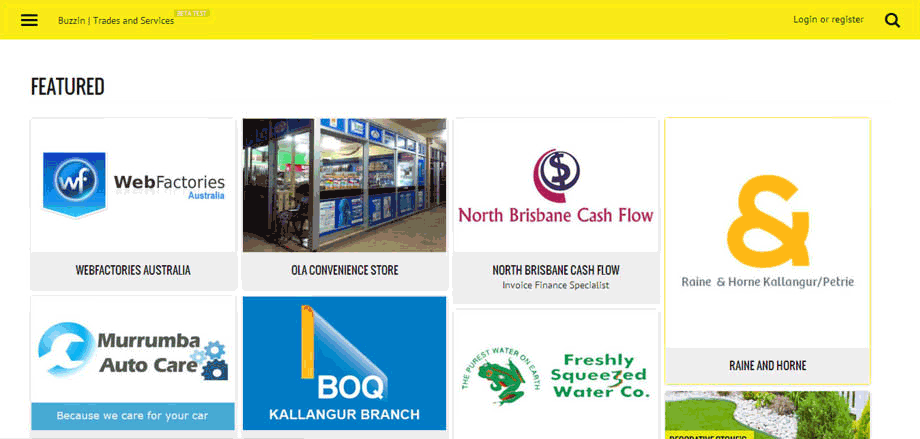 Buzzin | Trades and Services
BETA TEST
Login or register
FEATURED
wf
WebFactories
Australia
WEBFACTORIES AUSTRALIA
OLA CONVENIENCE STORE
$
North Brisbane Cash Flow
NORTH BRISBANE CASH FLOW
Invoice Finance Specialist
&
Raine & Horne Kallangur/Petrie
RAINE AND HORNE
Murrumba
Auto Care
Because we care for your car
BOQ
KALLANGUR BRANCH
THE PUREST WATER ON EARTH
Freshly
Squeezed
Water Co.
DECORATIVE STONE'S